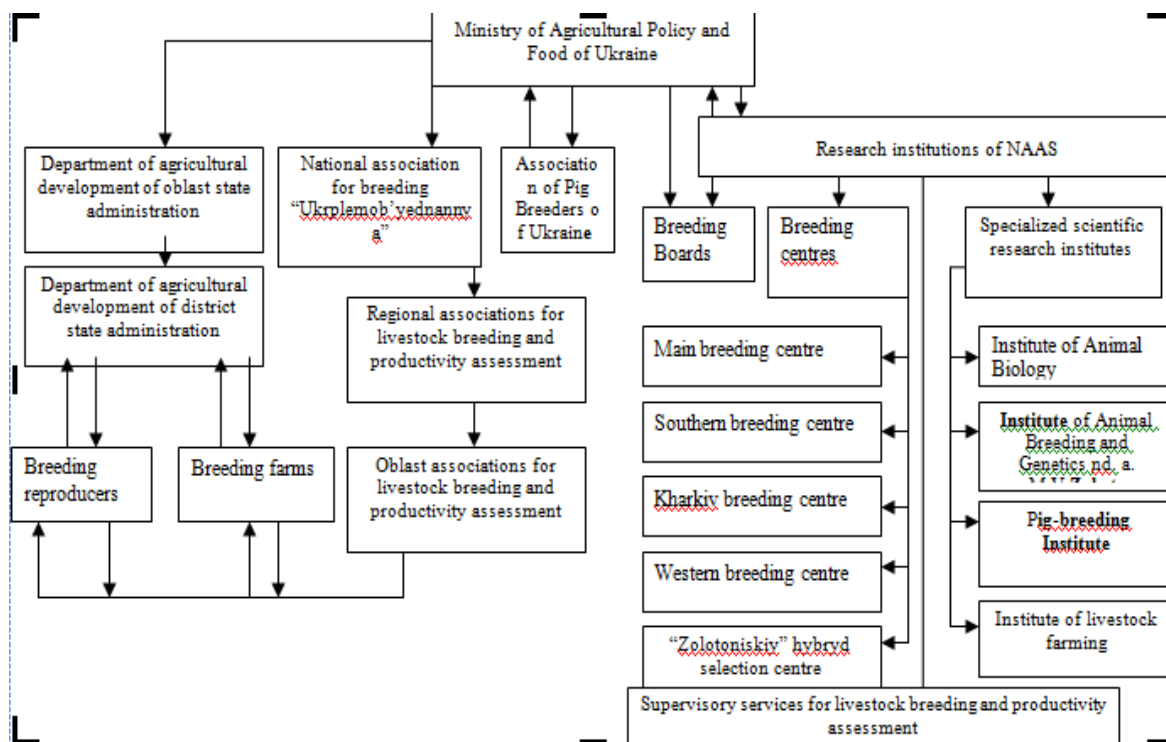 Ministry of Agricultural Policy and
Food of Ukraine
Department of agricultural
development of oblast state
administration
National association
for breeding
“Ukrplemob’yednanny
a”
Associatio
n of Pig
Breeders o
f Ukraine
Research institutions of NAAS
Breeding
Boards
Breeding
centres
Specialized scientific
research institutes
Department of agricultural
development of district
state administration
Regional associations for
livestock breeding and
productivity assessment
Main breeding centre
Institute of Animal
Biology
Southern breeding centre
Institute of Animal
Breeding and
Genetics nd. a.
Breeding
reproducers
Breeding farms
Oblast associations for
livestock breeding and
productivity assessment
Kharkiv breeding centre
Pig-breeding
Institute
Western breeding centre
Institute of livestock
farming
“Zolotoniskiy” hybryd
selection centre
Supervisory services for livestock breeding and productivity
assessment